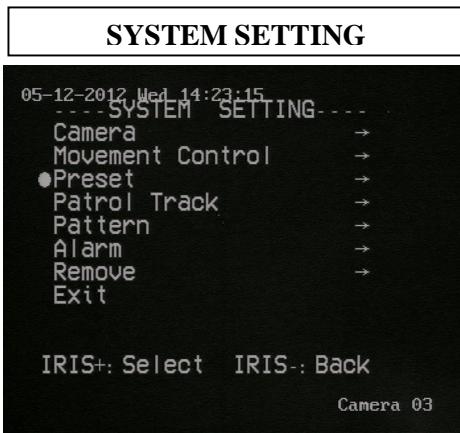 SYSTEM SETTING
05-12-2012 Wed 14:23:15
----SYSTEM SETTING----
Camera →
Movement Control →
●Preset →
Patrol Track →
Pattern →
Alarm →
Remove →
Exit
IRIS+: Select IRIS-: Back
Camera 03